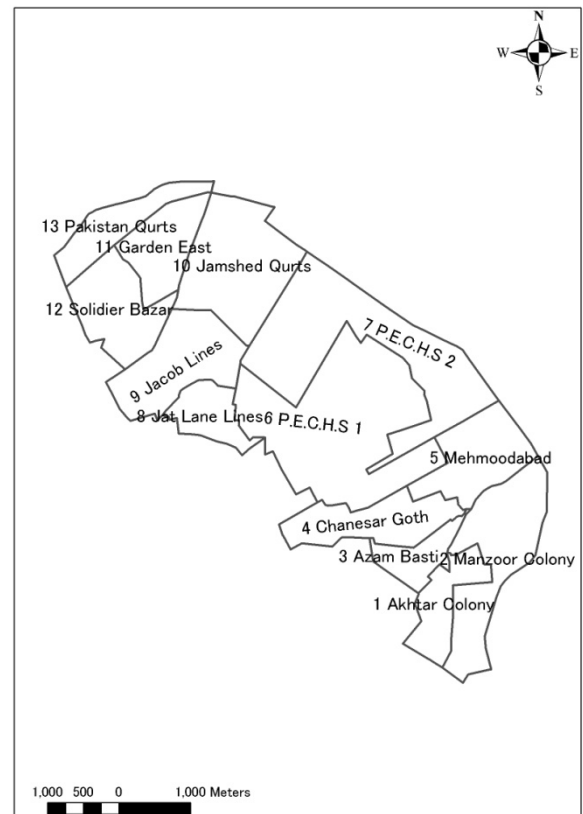 N
W E
S
13 Pakistan Qurts
11 Garden East
10 Jamshed Qurts
12 Solidier Bazar
7 P.E.C.H.S 2
9 Jacob Lines
8 Jat Lane Lines
6 P.E.C.H.S 1
5 Mehmoodabad
4 Chanesar Goth
3 Azam Basti
2 Manzoor Colony
1 Akhtar Colony
1,000 500 0 1,000 Meters